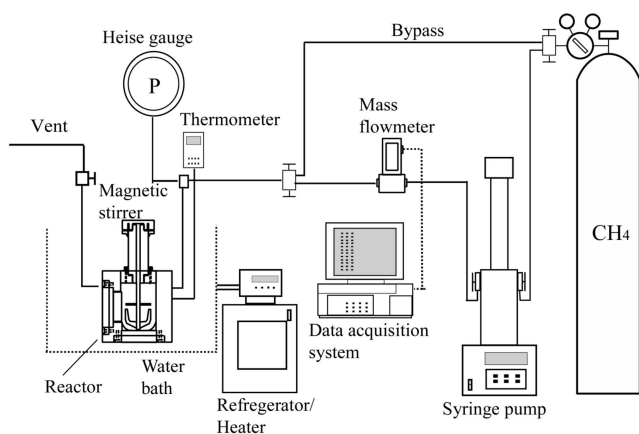 Heise gauge
P
Bypass
Vent
Thermometer
Mass
flowmeter
Magnetic
stirrer
CH4
Data acquisition
system
Reactor
Water
bath
Refregerator/
Heater
Syringe pump